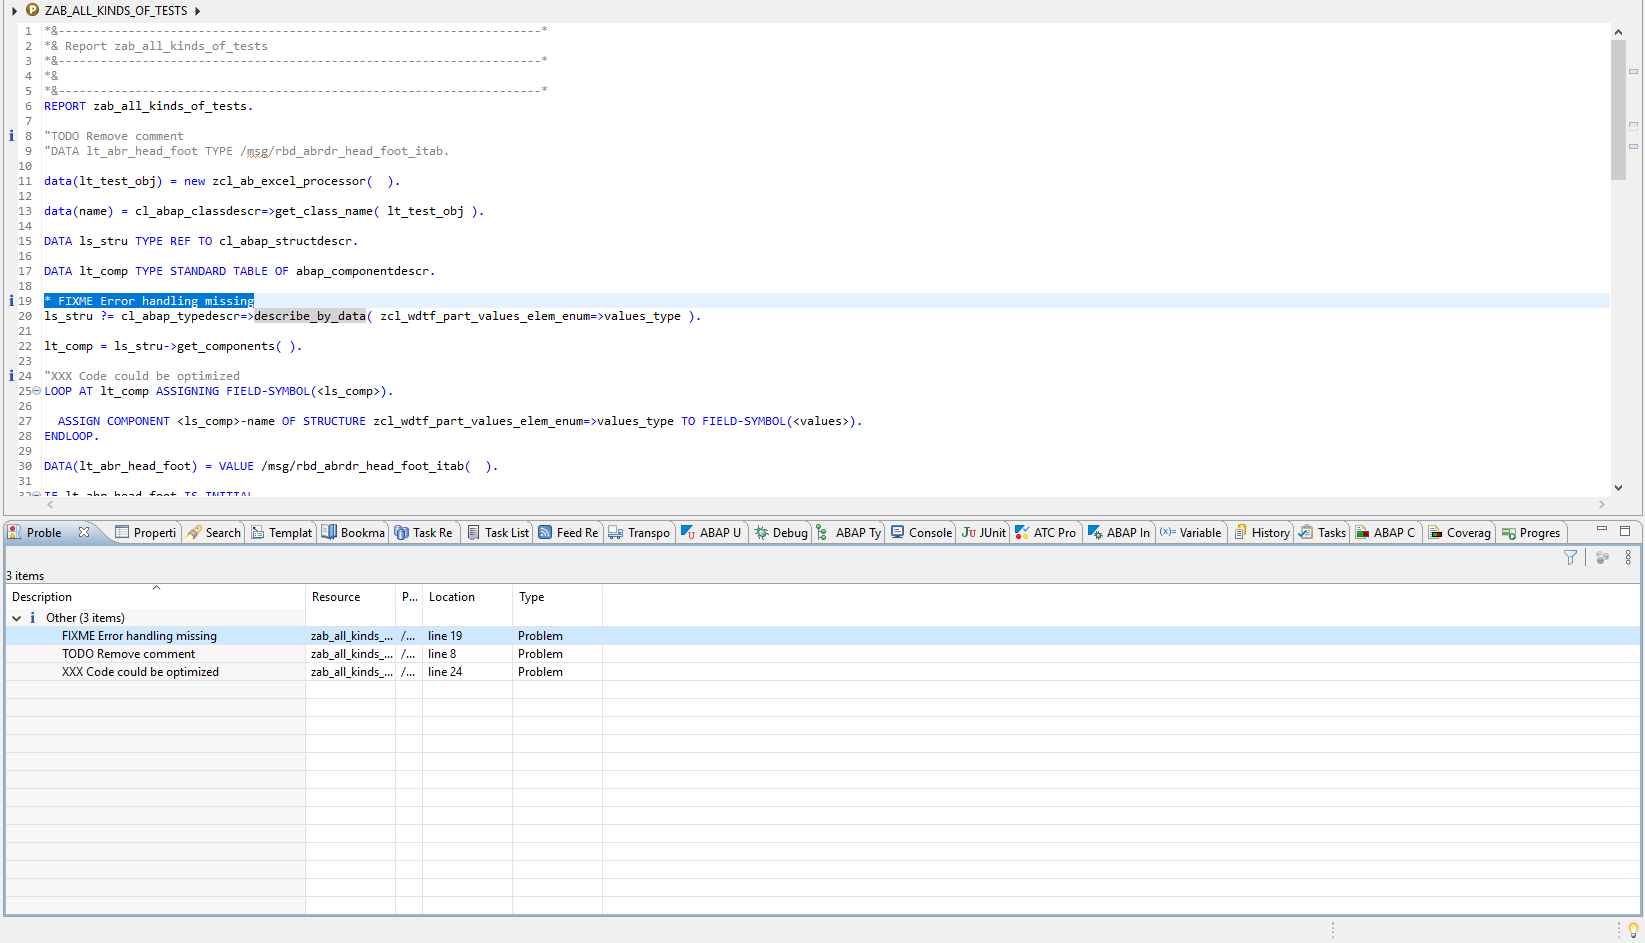 ZAB_ALL_KINDS_OF_TESTS
1 *&---------------------------------------------------------------------*
2 *& Report zab_all_kinds_of_tests
3 *&---------------------------------------------------------------------*
4 *&
5 *&---------------------------------------------------------------------*
6 REPORT zab_all_kinds_of_tests.
7
8 "TODO Remove comment
9 "DATA lt_abr_head_foot TYPE /msg/rbd_abrdr_head_foot_itab.
10
11 data(lt_test_obj) = new zcl_ab_excel_processor(  ).
12
13 data(name) = cl_abap_classdescr=>get_class_name( lt_test_obj ).
14
15 DATA ls_stru TYPE REF TO cl_abap_structdescr.
16
17 DATA lt_comp TYPE STANDARD TABLE OF abap_componentdescr.
18
19 * FIXME Error handling missing
20 ls_stru ?= cl_abap_typedescr=>describe_by_data( zcl_wdtf_part_values_elem_enum=>values_type ).
21
22 lt_comp = ls_stru->get_components( ).
23
24 "XXX Code could be optimized
25 LOOP AT lt_comp ASSIGNING FIELD-SYMBOL(<ls_comp>).
26
27   ASSIGN COMPONENT <ls_comp>-name OF STRUCTURE zcl_wdtf_part_values_elem_enum=>values_type TO FIELD-SYMBOL(<values>).
28 ENDLOOP.
29
30 DATA(lt_abr_head_foot) = VALUE /msg/rbd_abrdr_head_foot_itab(  ).
31
32 IF lt_abr_head_foot IS INITIAL
Proble Properti Search Templat Bookma Task Re Task List Feed Re Transpo ABAP U Debug ABAP Ty Console JUnit ATC Pro ABAP In Variable History Tasks ABAP C Coverag Progres
3 items
Description Resource P... Location Type
Other (3 items)
FIXME Error handling missing zab_all_kinds_... /... line 19 Problem
TODO Remove comment zab_all_kinds_... /... line 8 Problem
XXX Code could be optimized zab_all_kinds_... /... line 24 Problem